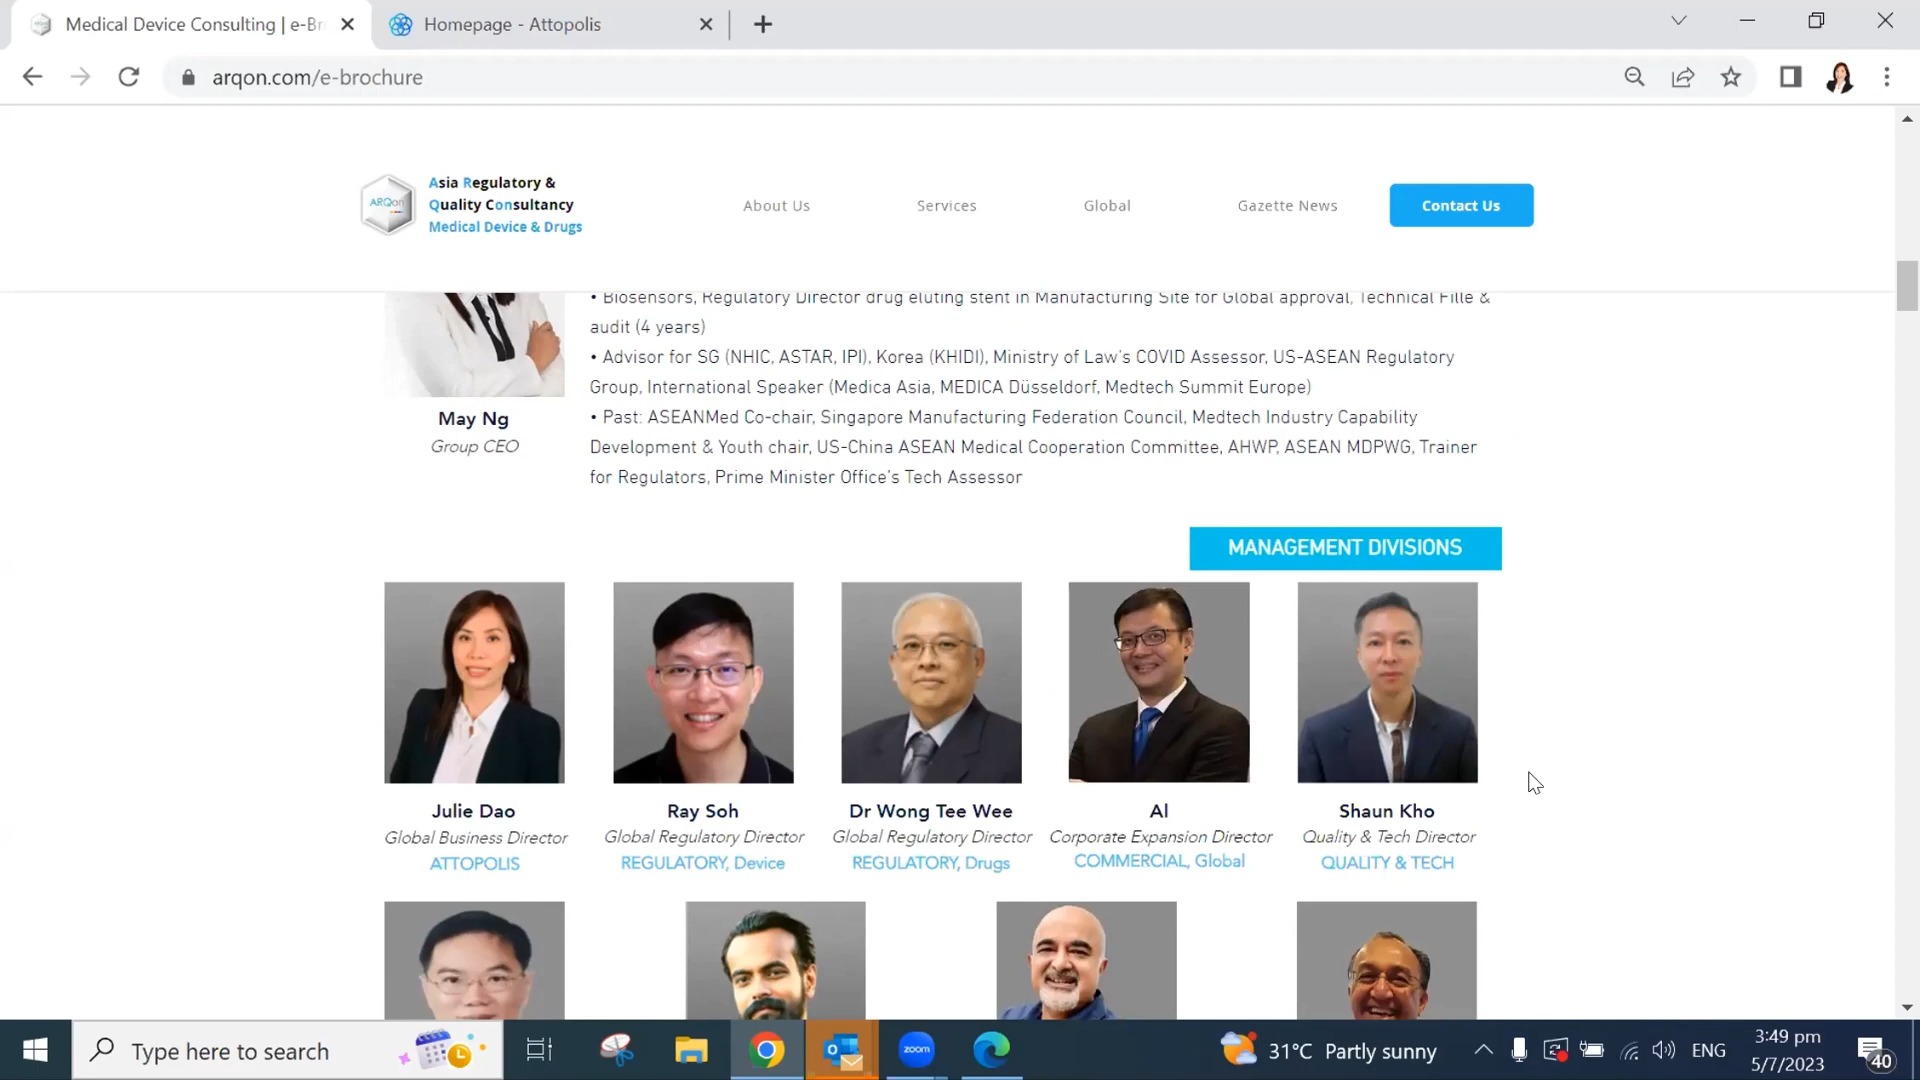 Medical Device Consulting | e-Br
Homepage - Attopolis
arqon.com/e-brochure
ARQon
Asia Regulatory &
Quality Consultancy
Medical Device & Drugs
About Us
Services
Global
Gazette News
Contact Us
• Biosensors, Regulatory Director drug eluting stent in Manufacturing Site for Global approval, Technical Fille &
audit (4 years)
• Advisor for SG (NHIC, ASTAR, IPI), Korea (KHIDI), Ministry of Law's COVID Assessor, US-ASEAN Regulatory
Group, International Speaker (Medica Asia, MEDICA Düsseldorf, Medtech Summit Europe)
• Past: ASEANMed Co-chair, Singapore Manufacturing Federation Council, Medtech Industry Capability
Development & Youth chair, US-China ASEAN Medical Cooperation Committee, AHWP, ASEAN MDPWG, Trainer
for Regulators, Prime Minister Office's Tech Assessor
May Ng
Group CEO
MANAGEMENT DIVISIONS
Julie Dao
Global Business Director
ATTOPOLIS
Ray Soh
Global Regulatory Director
REGULATORY, Device
Dr Wong Tee Wee
Global Regulatory Director
REGULATORY, Drugs
Al
Corporate Expansion Director
COMMERCIAL, Global
Shaun Kho
Quality & Tech Director
QUALITY & TECH
Type here to search
zoom
31°C Partly sunny
ENG
3:49 pm
5/7/2023
40